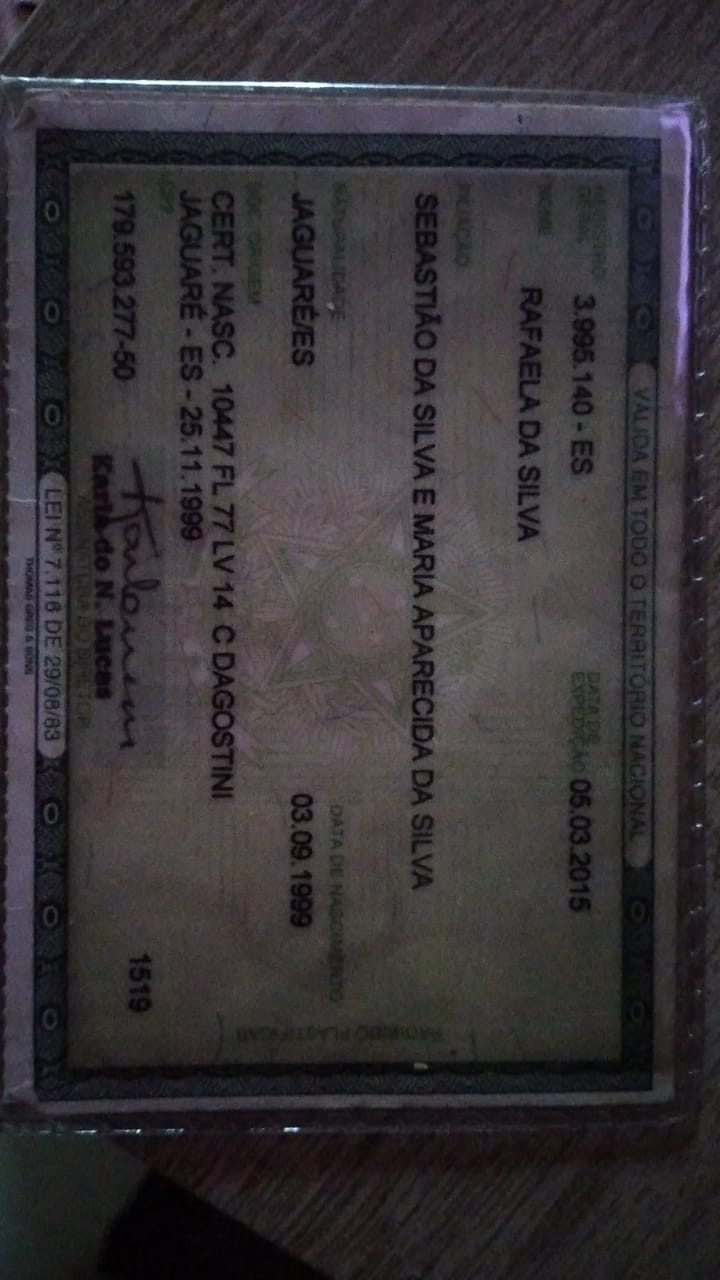 VÁLIDA EM TODO O TERRITÓRIO NACIONAL
REGISTRO GERAL 3.995.140 - ES DATA DE EXPEDIÇÃO 05.03.2015
NOME RAFAELA DA SILVA
FILIAÇÃO
SEBASTIÃO DA SILVA E MARIA APARECIDA DA SILVA
NATURALIDADE DATA DE NASCIMENTO
JAGUARÉ/ES 03.09.1999
DOC ORIGEM
CERT. NASC. 10447 FL 77 LV 14 C DAGOSTINI
JAGUARÉ - ES - 25.11.1999
CPF
179.593.277-50 1519
N. Lucas
ASSINATURA DO DIRETOR
LEI Nº 7.116 DE 29/08/83
THOMAS GREG & SONS
PROIBIDO PLASTIFICAR